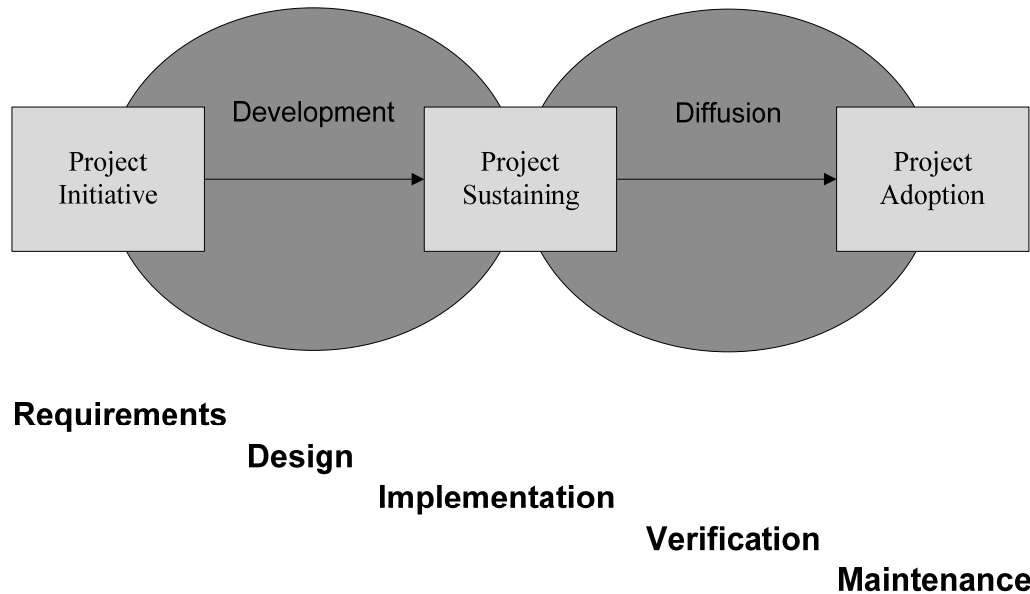 Development
Diffusion
Project
Initiative
Project
Sustaining
Project
Adoption
Requirements
Design
Implementation
Verification
Maintenance